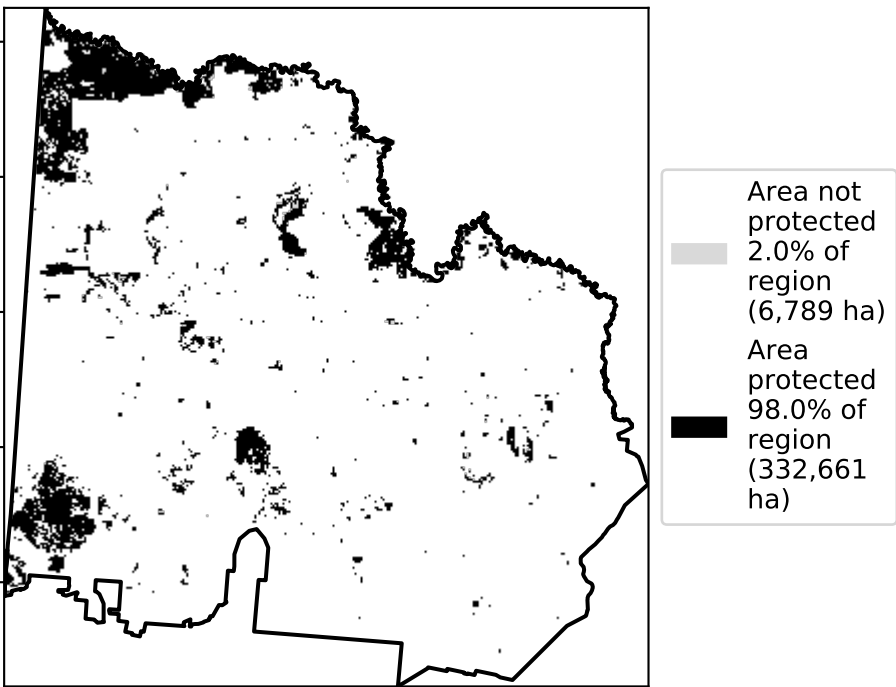 Area not
protected
2.0% of
region
(6,789 ha)
Area
protected
98.0% of
region
(332,661
ha)